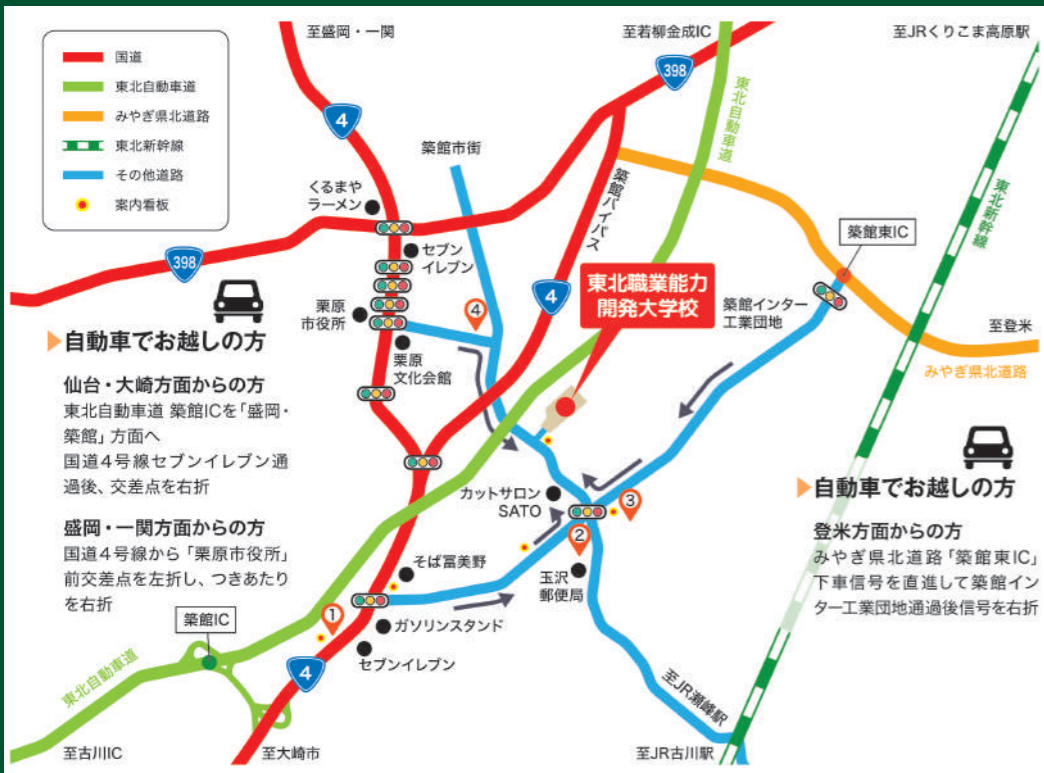 至盛岡・一関
至若柳金成IC
至JRくりこま高原駅
国道
東北自動車道
みやぎ県北道路
東北新幹線
その他道路
案内看板
398
4
東北自動車道
築館市街
築館バイパス
くるまや
ラーメン
398
セブン
イレブン
築館東IC
東北新幹線
4
東北職業能力
開発大学校
栗原
市役所
④
築館インター
工業団地
栗原
文化会館
至登米
みやぎ県北道路
自動車でお越しの方
仙台・大崎方面からの方
東北自動車道 築館ICを「盛岡・
築館」方面へ
国道4号線セブンイレブン通
過後、交差点を右折
盛岡・一関方面からの方
国道4号線から「栗原市役所」
前交差点を左折し、つきあたり
を右折
カットサロン
SATO
③
②
自動車でお越しの方
登米方面からの方
みやぎ県北道路「築館東IC」
下車信号を直進して築館イン
ター工業団地通過後信号を右折
そば冨美野
玉沢
郵便局
①
築館IC
ガソリンスタンド
セブンイレブン
4
東北自動車道
至JR瀬峰駅
至古川IC
至大崎市
至JR古川駅